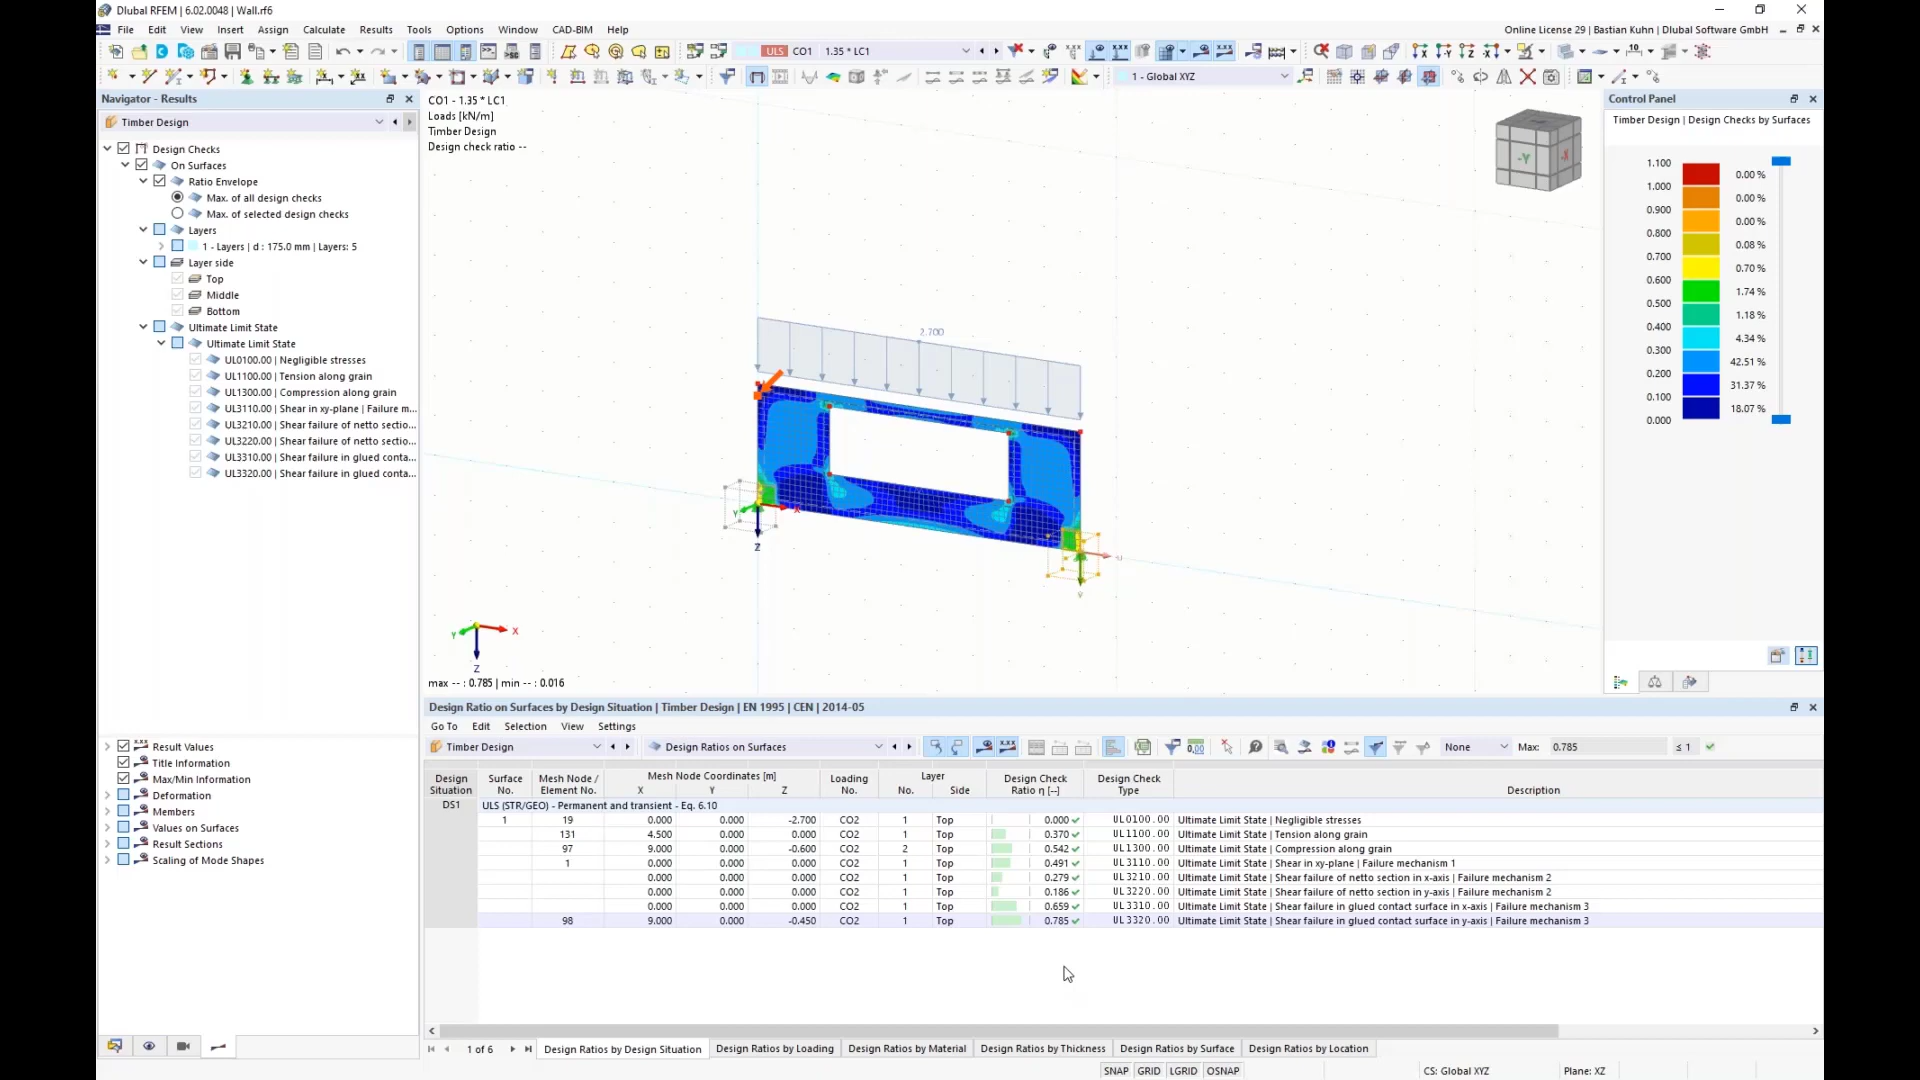 Dlubal RFEM | 6.02.0048 | Wall.rf6
File Edit View Insert Assign Calculate Results Tools Options Window CAD-BIM Help
Online License 29 | Bastian Kuhn | Dlubal Software GmbH
ULS CO1 1.35 * LC1
1 - Global XYZ
Navigator - Results
Timber Design
Design Checks
On Surfaces
Ratio Envelope
Max. of all design checks
Max. of selected design checks
Layers
1 - Layers | d : 175.0 mm | Layers: 5
Layer side
Top
Middle
Bottom
Ultimate Limit State
Ultimate Limit State
UL0100.00 | Negligible stresses
UL1100.00 | Tension along grain
UL1300.00 | Compression along grain
UL3110.00 | Shear in xy-plane | Failure m...
UL3210.00 | Shear failure of netto sectio...
UL3220.00 | Shear failure of netto sectio...
UL3310.00 | Shear failure in glued conta...
UL3320.00 | Shear failure in glued conta...
Result Values
Title Information
Max/Min Information
Deformation
Members
Values on Surfaces
Result Sections
Scaling of Mode Shapes
CO1 - 1.35 * LC1
Loads [kN/m]
Timber Design
Design check ratio --
2.700
-Y
-X
X
Y
Z
X
Y
Z
max -- : 0.785 | min -- : 0.016
Control Panel
Timber Design | Design Checks by Surfaces
1.100
0.00 %
1.000
0.00 %
0.900
0.00 %
0.800
0.08 %
0.700
0.70 %
0.600
1.74 %
0.500
1.18 %
0.400
4.34 %
0.300
42.51 %
0.200
31.37 %
0.100
18.07 %
0.000
Design Ratio on Surfaces by Design Situation | Timber Design | EN 1995 | CEN | 2014-05
Go To Edit Selection View Settings
Timber Design Design Ratios on Surfaces None Max: 0.785 ≤ 1
Design Surface Mesh Node / Mesh Node Coordinates [m] Loading Layer Design Check Design Check
Situation No. Element No. X Y Z No. No. Side Ratio η [--] Type Description
DS1 ULS (STR/GEO) - Permanent and transient - Eq. 6.10
1 19 0.000 0.000 -2.700 CO2 1 Top 0.000 UL0100.00 Ultimate Limit State | Negligible stresses
131 4.500 0.000 0.000 CO2 1 Top 0.370 UL1100.00 Ultimate Limit State | Tension along grain
97 9.000 0.000 -0.600 CO2 2 Top 0.542 UL1300.00 Ultimate Limit State | Compression along grain
1 0.000 0.000 0.000 CO2 1 Top 0.491 UL3110.00 Ultimate Limit State | Shear in xy-plane | Failure mechanism 1
0.000 0.000 0.000 CO2 1 Top 0.279 UL3210.00 Ultimate Limit State | Shear failure of netto section in x-axis | Failure mechanism 2
0.000 0.000 0.000 CO2 1 Top 0.186 UL3220.00 Ultimate Limit State | Shear failure of netto section in y-axis | Failure mechanism 2
0.000 0.000 0.000 CO2 1 Top 0.659 UL3310.00 Ultimate Limit State | Shear failure in glued contact surface in x-axis | Failure mechanism 3
98 9.000 0.000 -0.450 CO2 1 Top 0.785 UL3320.00 Ultimate Limit State | Shear failure in glued contact surface in y-axis | Failure mechanism 3
1 of 6 Design Ratios by Design Situation Design Ratios by Loading Design Ratios by Material Design Ratios by Thickness Design Ratios by Surface Design Ratios by Location
SNAP GRID LGRID OSNAP CS: Global XYZ Plane: XZ